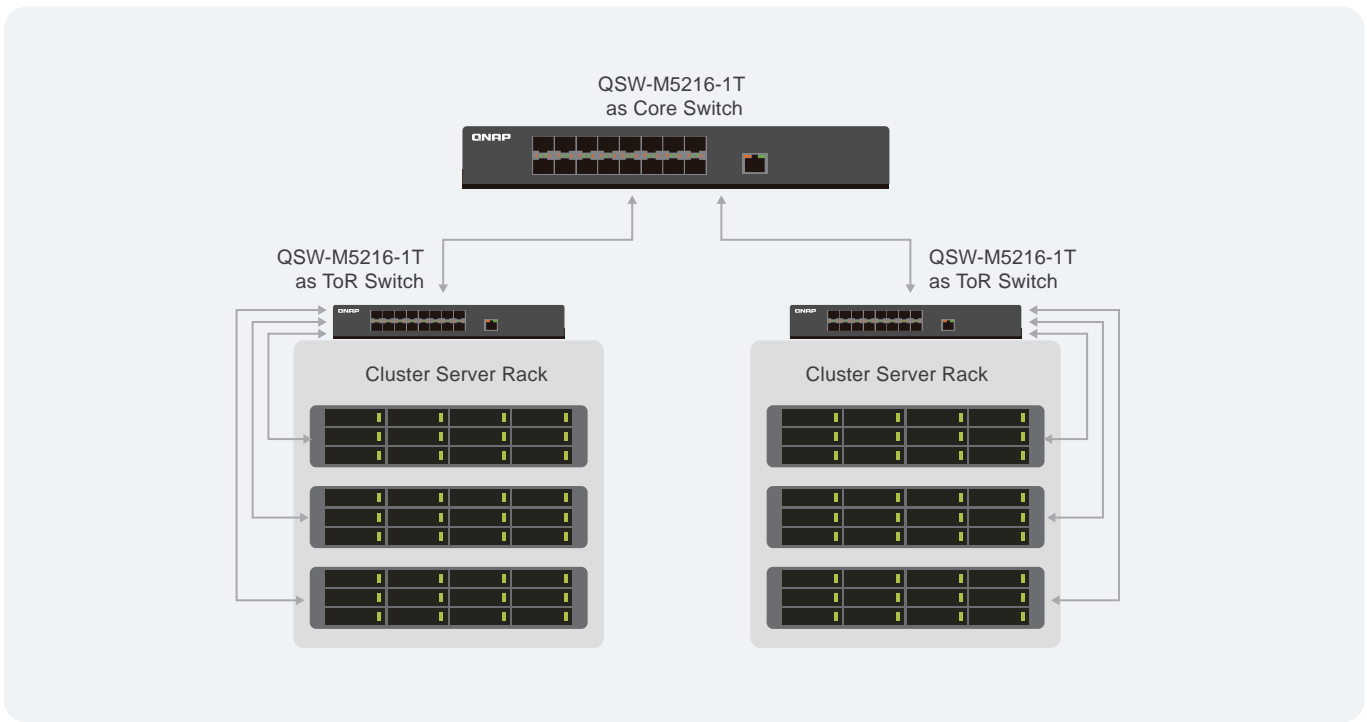 QSW-M5216-1T
as Core Switch
QNAP
QSW-M5216-1T
as ToR Switch
QSW-M5216-1T
as ToR Switch
QNAP
QNAP
Cluster Server Rack
Cluster Server Rack